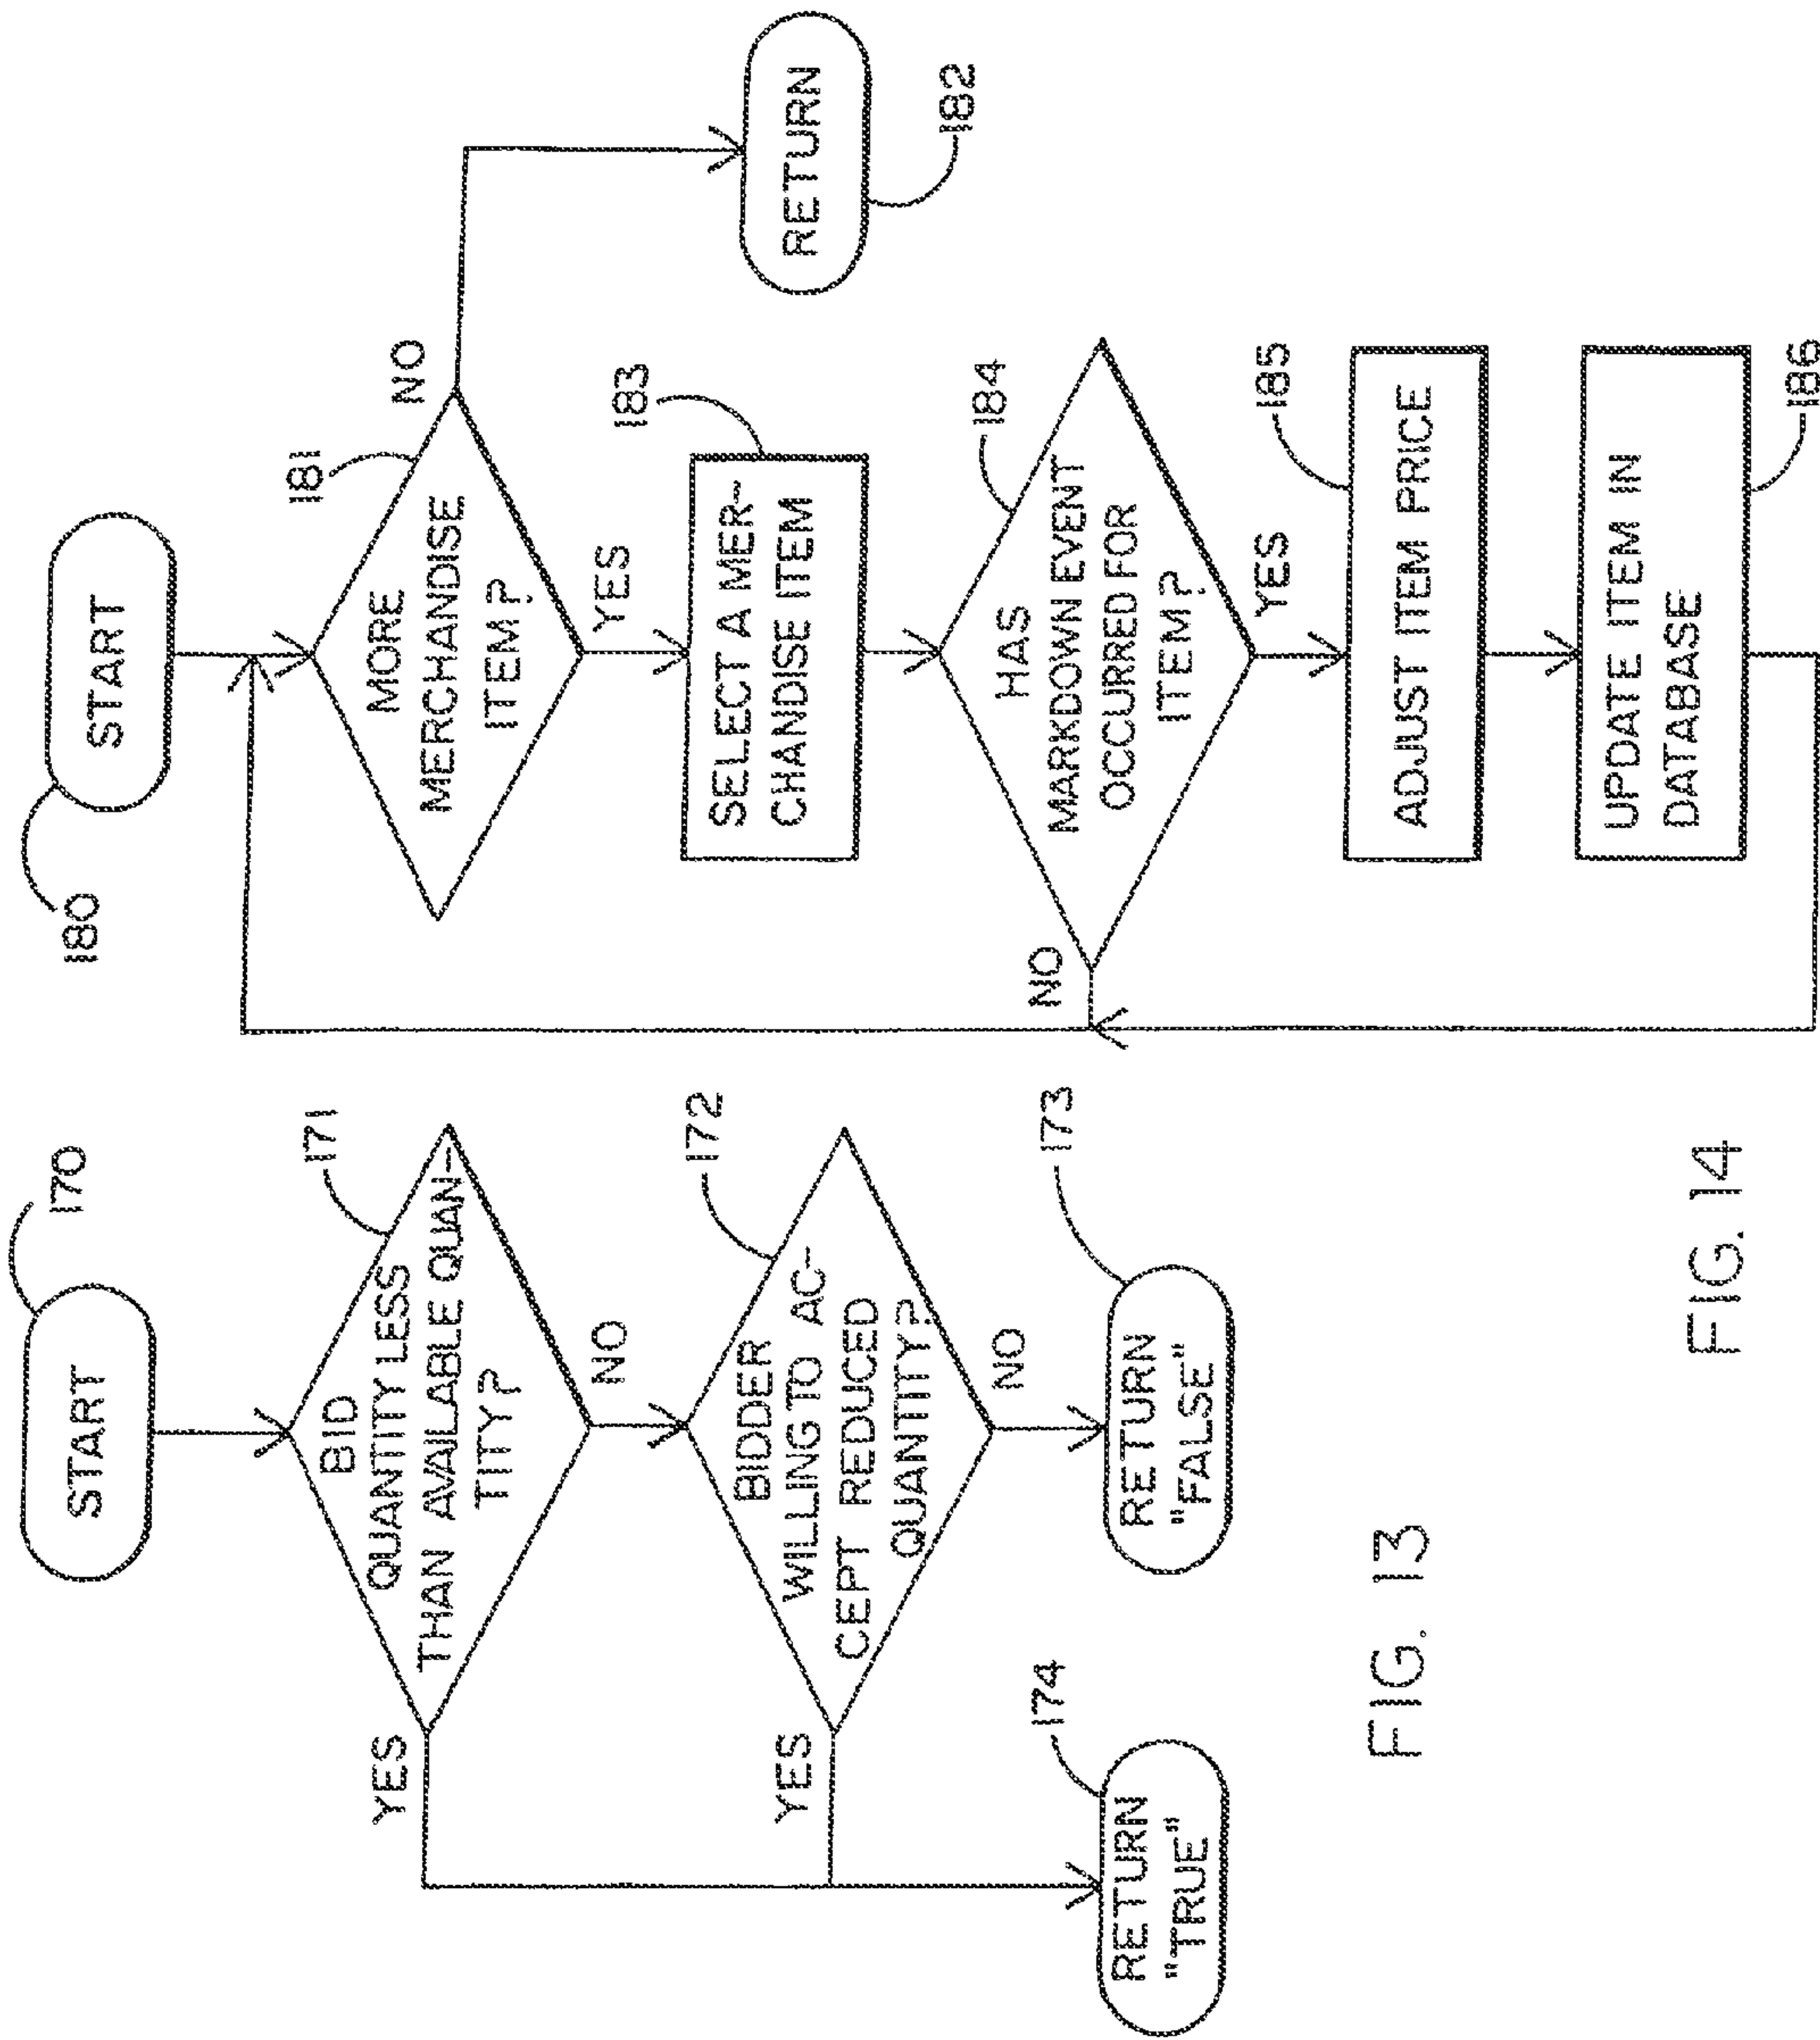 START
170
BID
QUANTITY LESS
THAN AVAILABLE QUAN-
TITY?
171
YES
NO
BIDDER
WILLING TO AC-
CEPT REDUCED
QUANTITY?
172
YES
NO
RETURN
"TRUE"
174
RETURN
"FALSE"
173
FIG. 13
START
180
MORE
MERCHANDISE
ITEM?
181
NO
YES
RETURN
182
SELECT A MER-
CHANDISE ITEM
183
HAS
MARKDOWN EVENT
OCCURRED FOR
ITEM?
184
NO
YES
ADJUST ITEM PRICE
185
UPDATE ITEM IN
DATABASE
186
FIG. 14